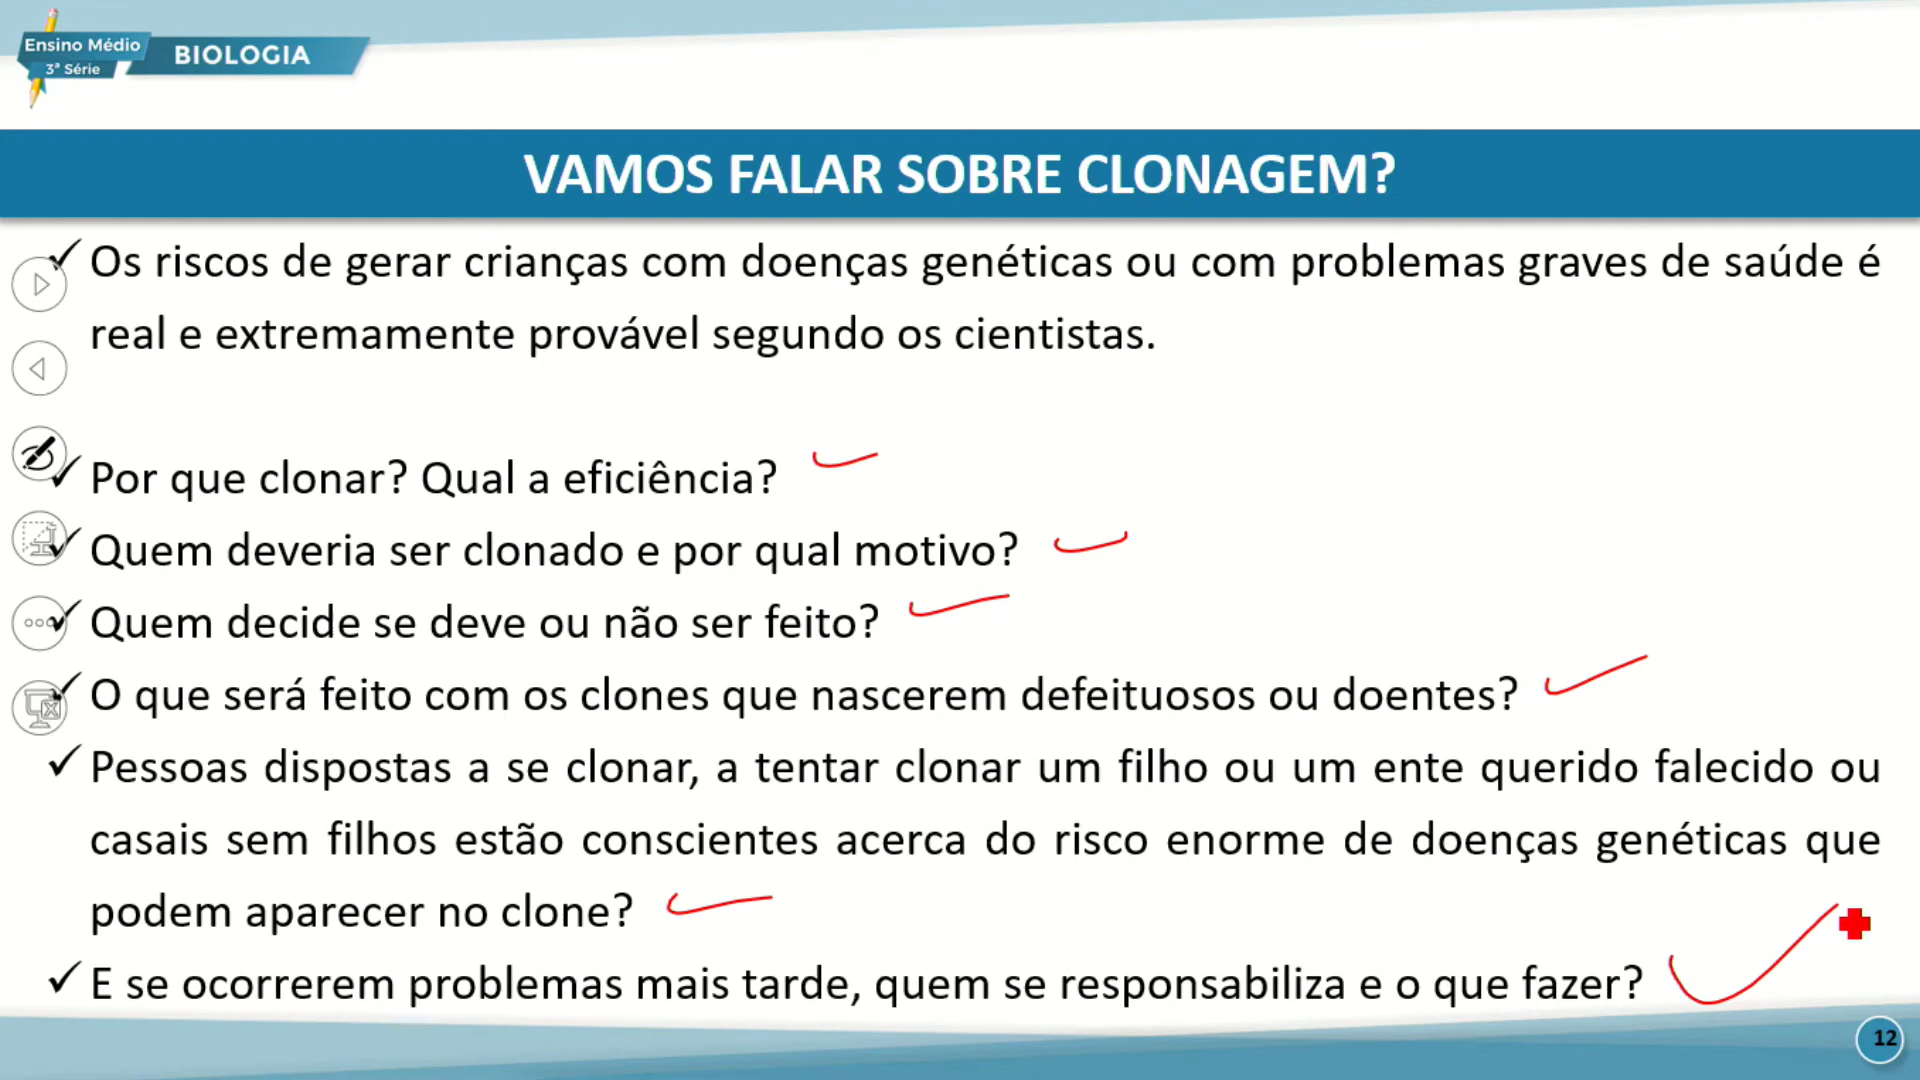 Ensino Médio
3ª Série
BIOLOGIA
VAMOS FALAR SOBRE CLONAGEM?
✓ Os riscos de gerar crianças com doenças genéticas ou com problemas graves de saúde é
real e extremamente provável segundo os cientistas.
✓ Por que clonar? Qual a eficiência?
✓ Quem deveria ser clonado e por qual motivo?
✓ Quem decide se deve ou não ser feito?
✓ O que será feito com os clones que nascerem defeituosos ou doentes?
✓ Pessoas dispostas a se clonar, a tentar clonar um filho ou um ente querido falecido ou
casais sem filhos estão conscientes acerca do risco enorme de doenças genéticas que
podem aparecer no clone?
✓ E se ocorrerem problemas mais tarde, quem se responsabiliza e o que fazer?
12